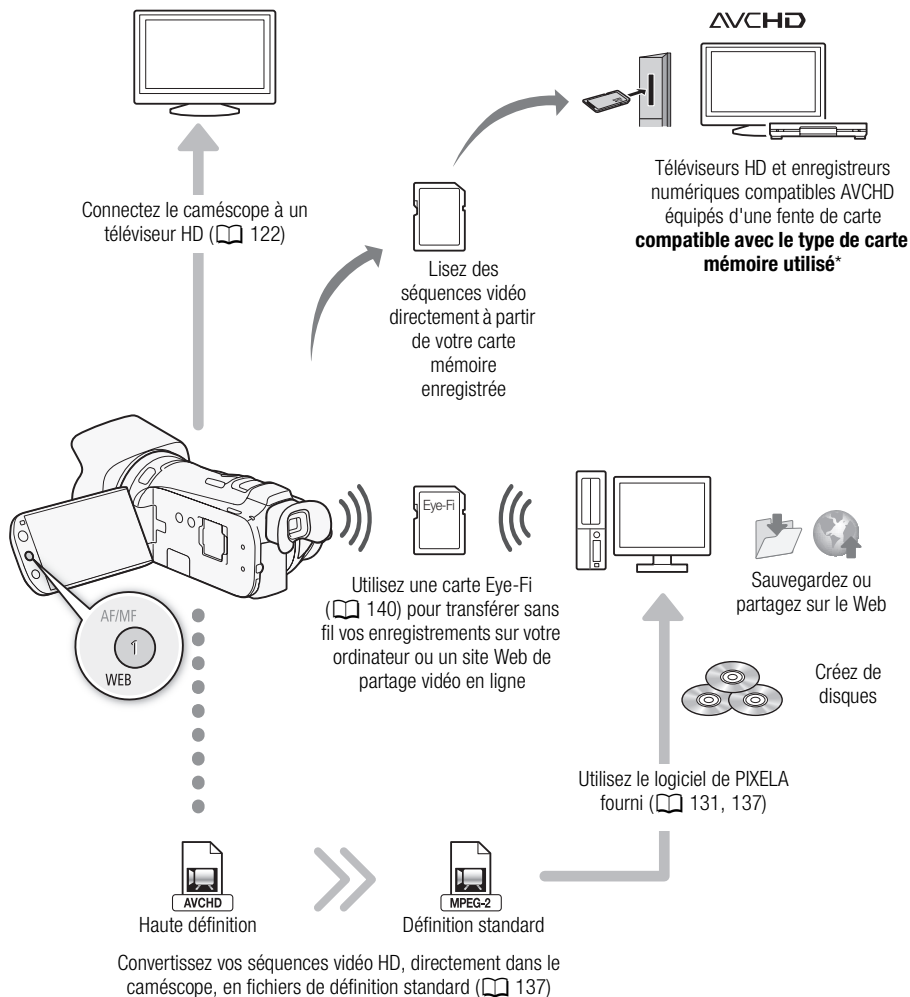 AVCHD
Connectez le caméscope à un
téléviseur HD ( 122)
Téléviseurs HD et enregistreurs
numériques compatibles AVCHD
équipés d'une fente de carte
compatible avec le type de carte
mémoire utilisé*
Lisez des
séquences vidéo
directement à partir
de votre carte
mémoire
enregistrée
Eye-Fi
Utilisez une carte Eye-Fi
( 140) pour transférer sans
fil vos enregistrements sur votre
ordinateur ou un site Web de
partage vidéo en ligne
Sauvegardez ou
partagez sur le Web
AF/MF
1
WEB
Créez de
disques
Utilisez le logiciel de PIXELA
fourni ( 131, 137)
AVCHD
Haute définition
MPEG-2
Définition standard
Convertissez vos séquences vidéo HD, directement dans le
caméscope, en fichiers de définition standard ( 137)